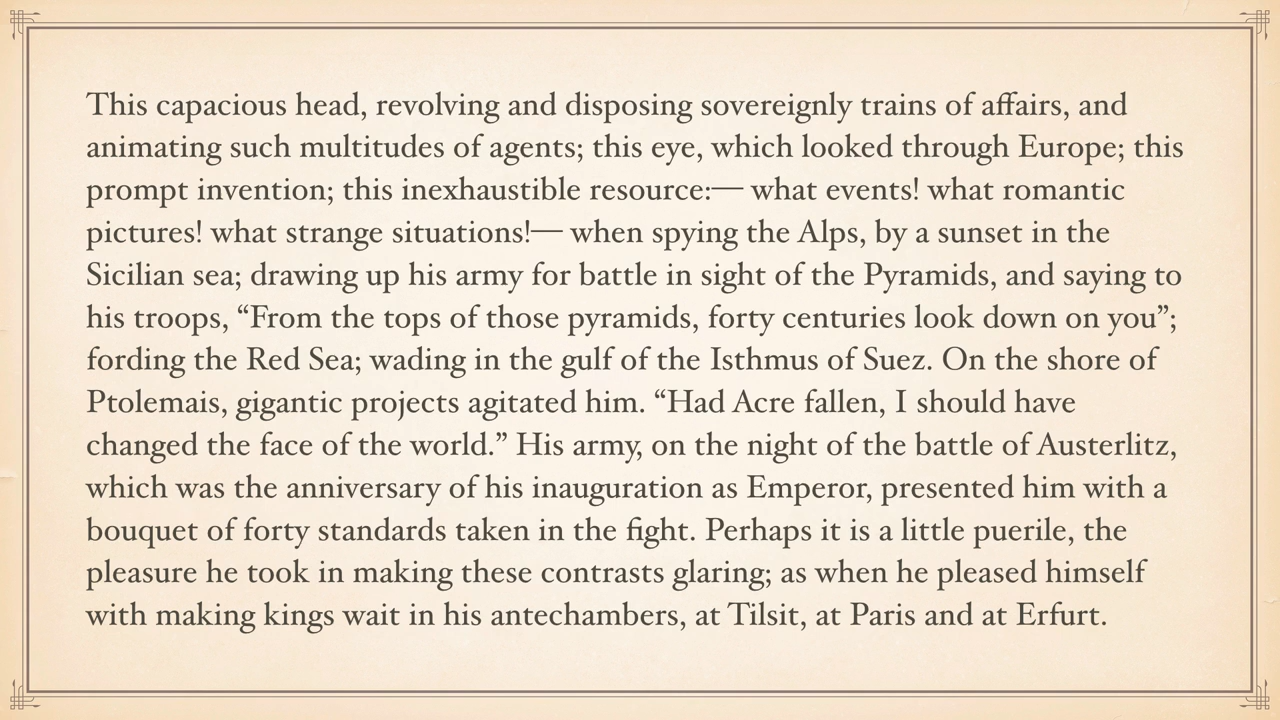 This capacious head, revolving and disposing sovereignly trains of affairs, and
animating such multitudes of agents; this eye, which looked through Europe; this
prompt invention; this inexhaustible resource:— what events! what romantic
pictures! what strange situations!— when spying the Alps, by a sunset in the
Sicilian sea; drawing up his army for battle in sight of the Pyramids, and saying to
his troops, “From the tops of those pyramids, forty centuries look down on you”;
fording the Red Sea; wading in the gulf of the Isthmus of Suez. On the shore of
Ptolemais, gigantic projects agitated him. “Had Acre fallen, I should have
changed the face of the world.” His army, on the night of the battle of Austerlitz,
which was the anniversary of his inauguration as Emperor, presented him with a
bouquet of forty standards taken in the fight. Perhaps it is a little puerile, the
pleasure he took in making these contrasts glaring; as when he pleased himself
with making kings wait in his antechambers, at Tilsit, at Paris and at Erfurt.